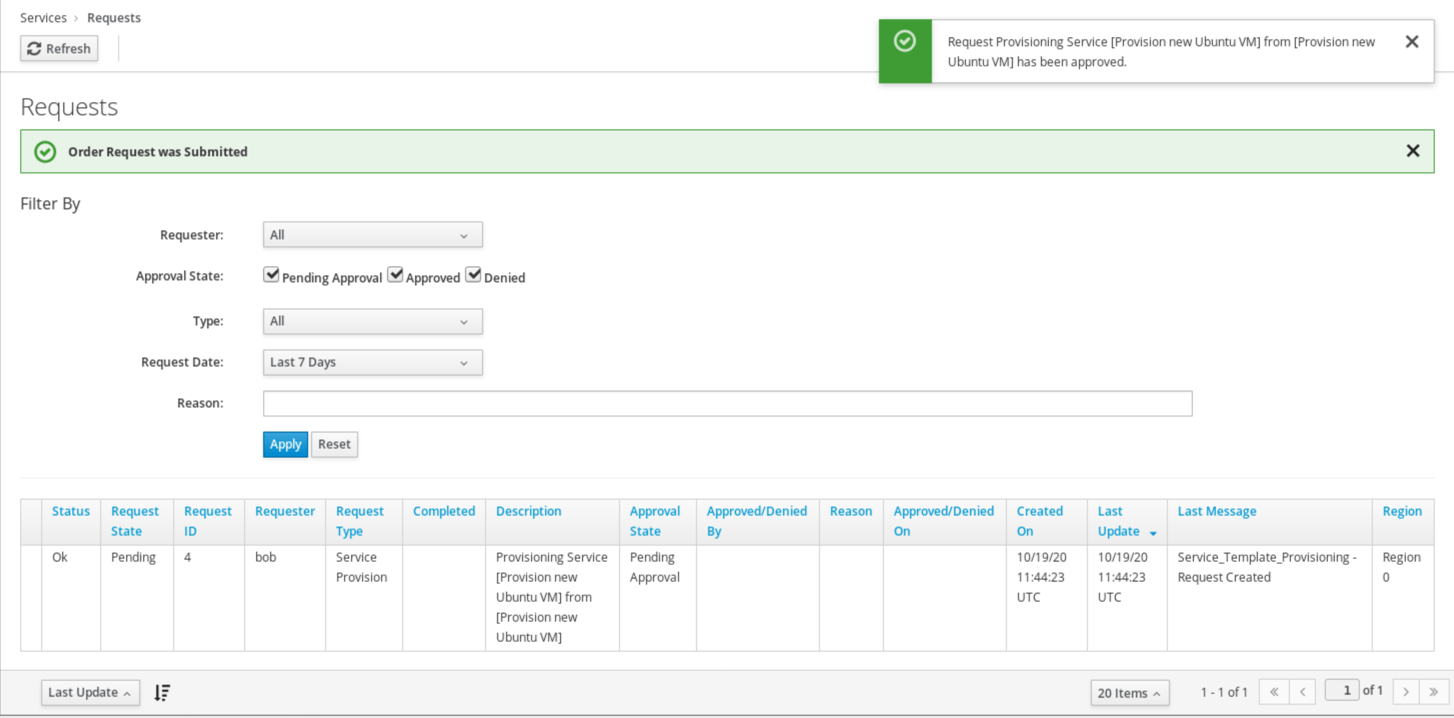 Services > Requests
Refresh
Request Provisioning Service [Provision new Ubuntu VM] from [Provision new
Ubuntu VM] has been approved.
Requests
Order Request was Submitted
Filter By
Requester: All
Approval State: Pending Approval Approved Denied
Type: All
Request Date: Last 7 Days
Reason:
Apply Reset
Status Request State Request ID Requester Request Type Completed Description Approval State Approved/Denied By Reason Approved/Denied On Created On Last Update Last Message Region
Ok Pending 4 bob Service Provision Provisioning Service [Provision new Ubuntu VM] from [Provision new Ubuntu VM] Pending Approval 10/19/20 11:44:23 UTC 10/19/20 11:44:23 UTC Service_Template_Provisioning - Request Created Region 0
Last Update 20 Items 1 - 1 of 1 « ‹ 1 of 1 › »